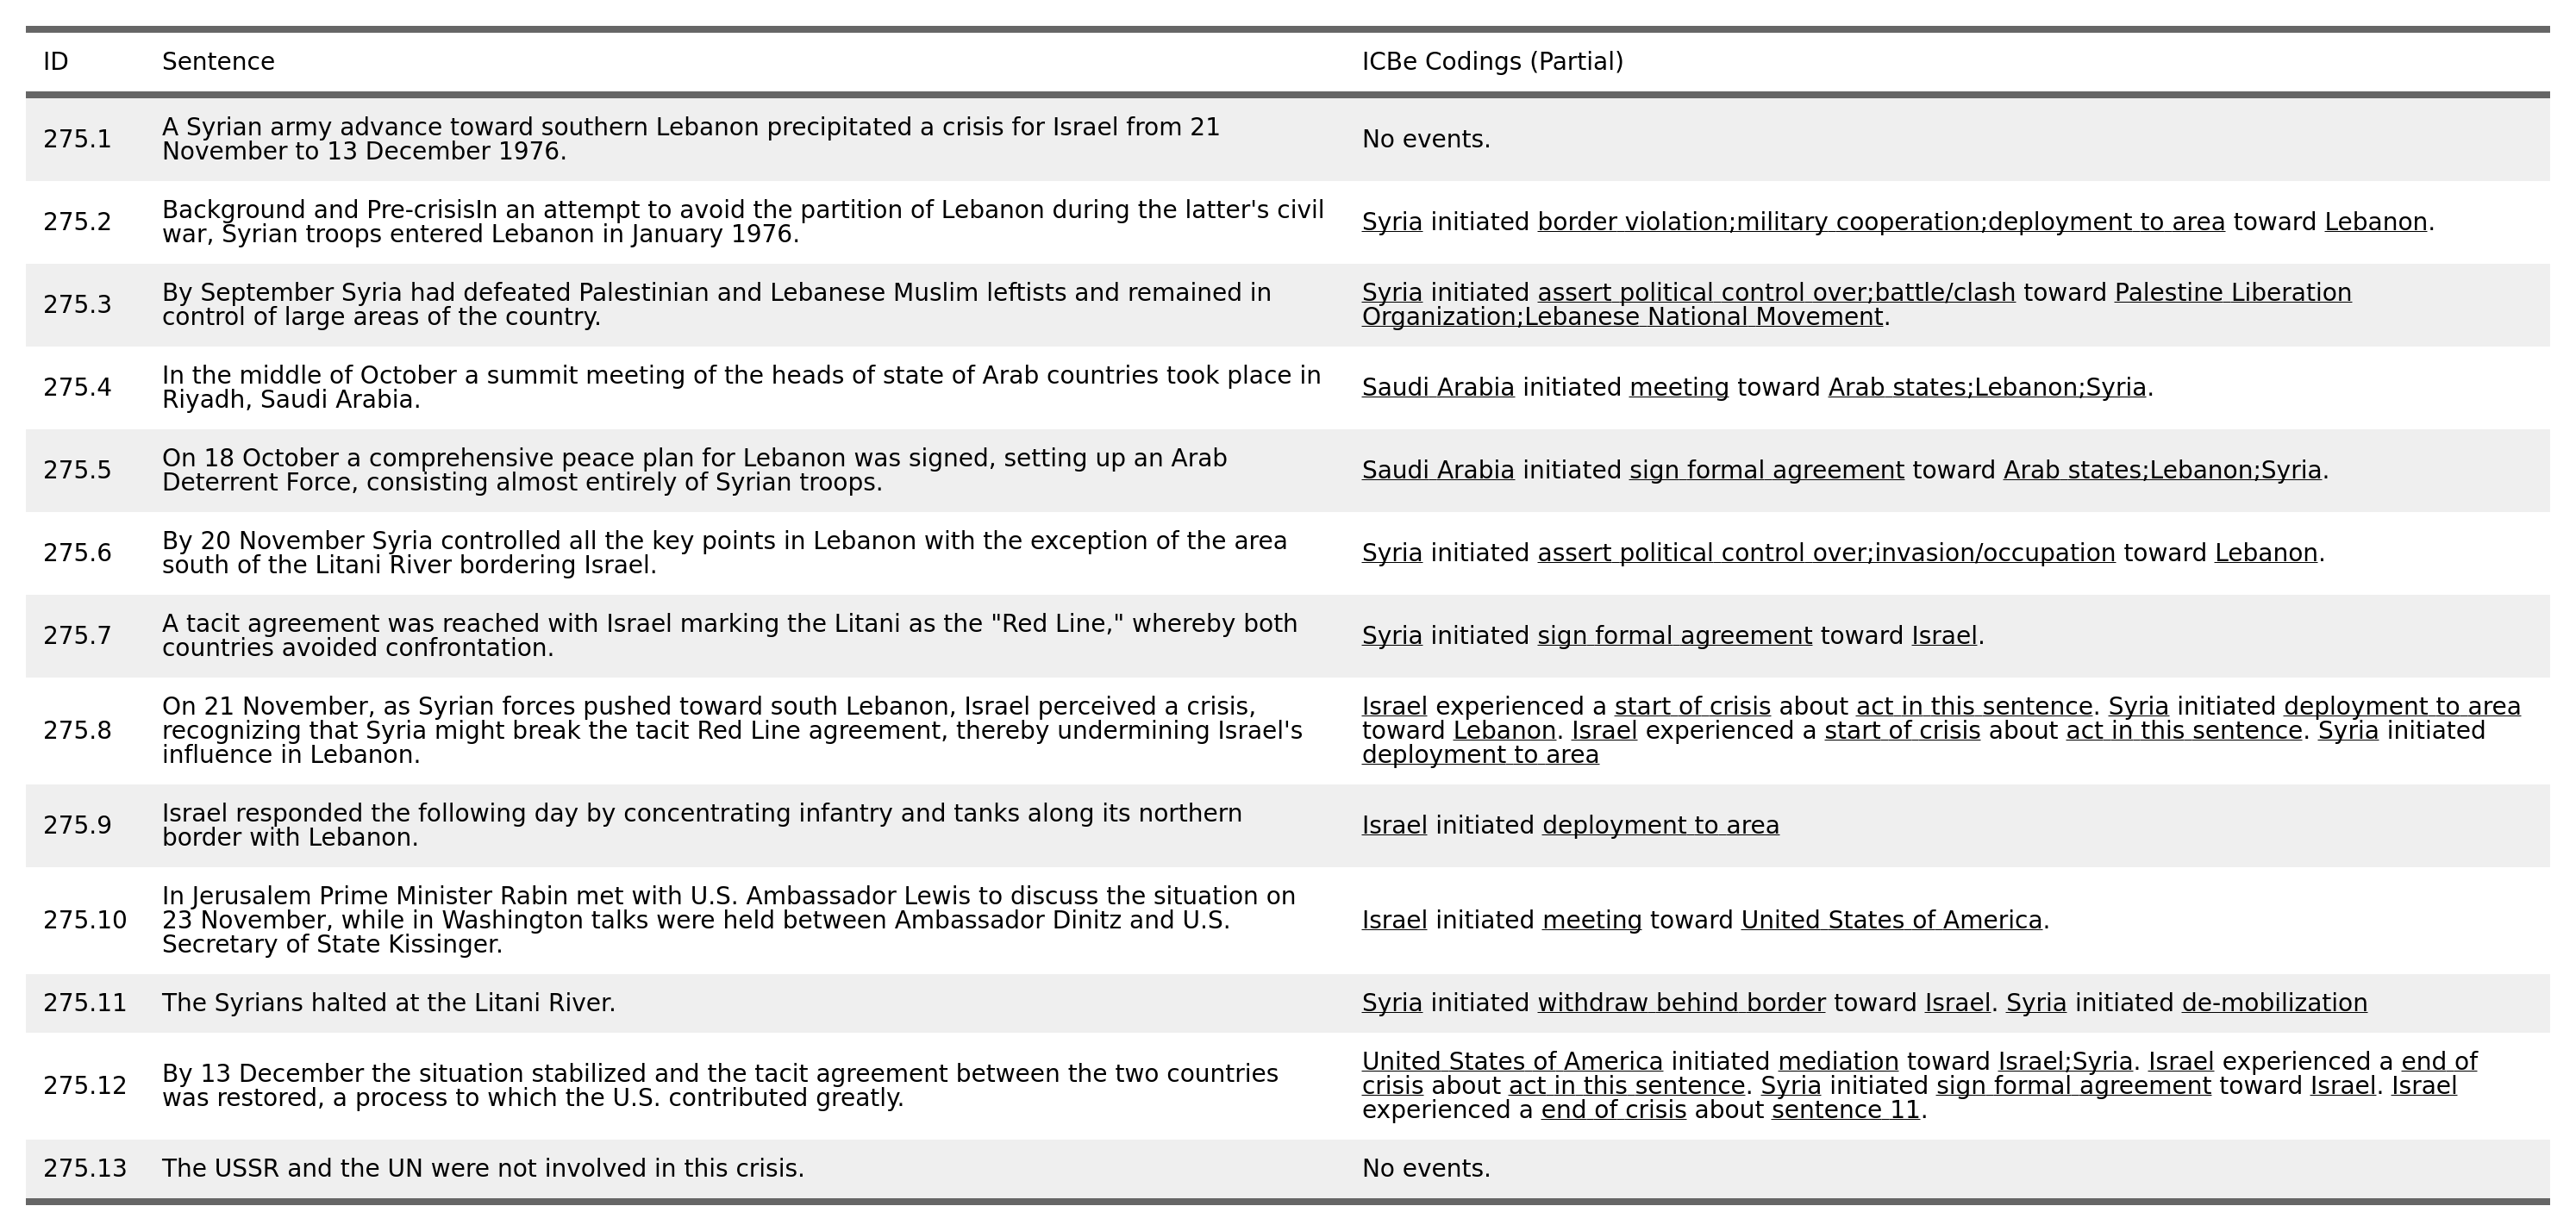 ID Sentence ICBe Codings (Partial)
275.1 A Syrian army advance toward southern Lebanon precipitated a crisis for Israel from 21
November to 13 December 1976.
No events.
275.2 Background and Pre-crisisIn an attempt to avoid the partition of Lebanon during the latter's civil
war, Syrian troops entered Lebanon in January 1976.
Syria initiated border violation;military cooperation;deployment to area toward Lebanon.
275.3 By September Syria had defeated Palestinian and Lebanese Muslim leftists and remained in
control of large areas of the country.
Syria initiated assert political control over;battle/clash toward Palestine Liberation
Organization;Lebanese National Movement.
275.4 In the middle of October a summit meeting of the heads of state of Arab countries took place in
Riyadh, Saudi Arabia.
Saudi Arabia initiated meeting toward Arab states;Lebanon;Syria.
275.5 On 18 October a comprehensive peace plan for Lebanon was signed, setting up an Arab
Deterrent Force, consisting almost entirely of Syrian troops.
Saudi Arabia initiated sign formal agreement toward Arab states;Lebanon;Syria.
275.6 By 20 November Syria controlled all the key points in Lebanon with the exception of the area
south of the Litani River bordering Israel.
Syria initiated assert political control over;invasion/occupation toward Lebanon.
275.7 A tacit agreement was reached with Israel marking the Litani as the "Red Line," whereby both
countries avoided confrontation.
Syria initiated sign formal agreement toward Israel.
275.8 On 21 November, as Syrian forces pushed toward south Lebanon, Israel perceived a crisis,
recognizing that Syria might break the tacit Red Line agreement, thereby undermining Israel's
influence in Lebanon.
Israel experienced a start of crisis about act in this sentence. Syria initiated deployment to area
toward Lebanon. Israel experienced a start of crisis about act in this sentence. Syria initiated
deployment to area
275.9 Israel responded the following day by concentrating infantry and tanks along its northern
border with Lebanon.
Israel initiated deployment to area
275.10 In Jerusalem Prime Minister Rabin met with U.S. Ambassador Lewis to discuss the situation on
23 November, while in Washington talks were held between Ambassador Dinitz and U.S.
Secretary of State Kissinger.
Israel initiated meeting toward United States of America.
275.11 The Syrians halted at the Litani River.
Syria initiated withdraw behind border toward Israel. Syria initiated de-mobilization
275.12 By 13 December the situation stabilized and the tacit agreement between the two countries
was restored, a process to which the U.S. contributed greatly.
United States of America initiated mediation toward Israel;Syria. Israel experienced a end of
crisis about act in this sentence. Syria initiated sign formal agreement toward Israel. Israel
experienced a end of crisis about sentence 11.
275.13 The USSR and the UN were not involved in this crisis.
No events.